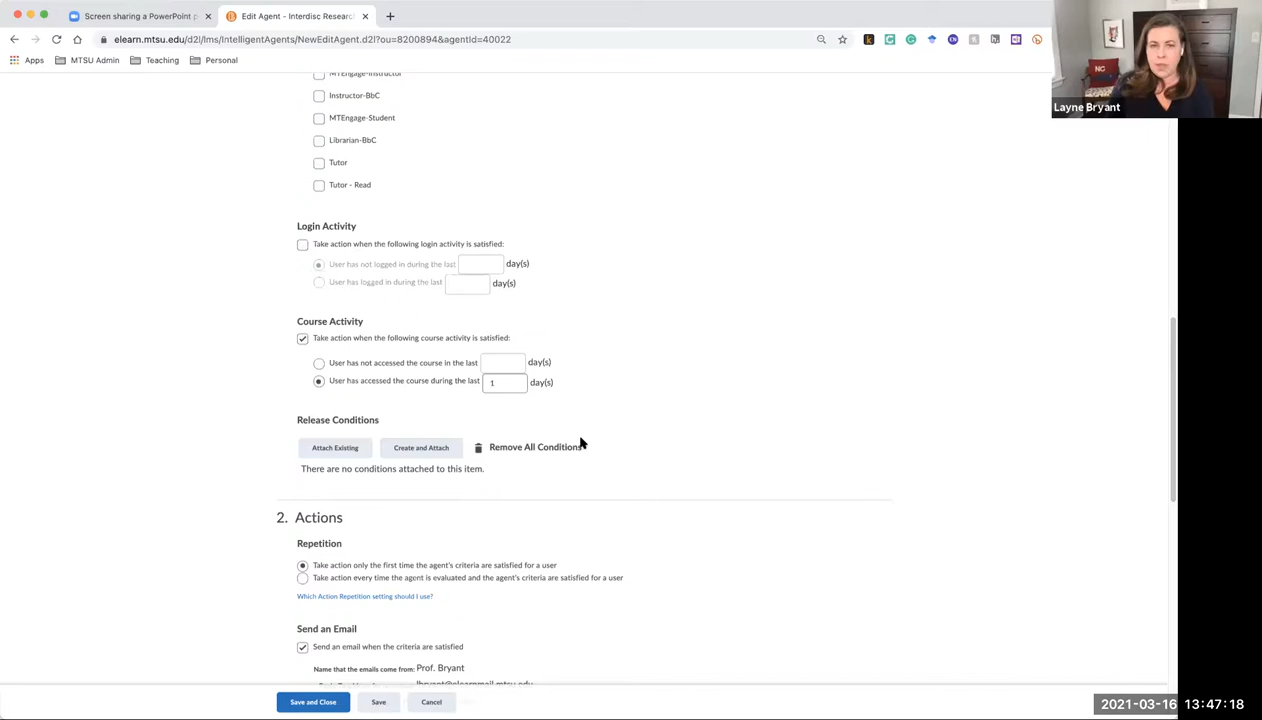 Screen sharing a PowerPoint p
Edit Agent - Interdisc Researc
elearn.mtsu.edu/d2l/lms/IntelligentAgents/NewEditAgent.d2l?ou=8200894&agentId=40022
Apps
MTSU Admin
Teaching
Personal
Layne Bryant
MTEngage-Instructor
Instructor-BbC
MTEngage-Student
Librarian-BbC
Tutor
Tutor - Read
Login Activity
Take action when the following login activity is satisfied:
User has not logged in during the last day(s)
User has logged in during the last day(s)
Course Activity
Take action when the following course activity is satisfied:
User has not accessed the course in the last day(s)
User has accessed the course during the last 1 day(s)
Release Conditions
Attach Existing
Create and Attach
Remove All Conditions
There are no conditions attached to this item.
2. Actions
Repetition
Take action only the first time the agent's criteria are satisfied for a user
Take action every time the agent is evaluated and the agent's criteria are satisfied for a user
Which Action Repetition setting should I use?
Send an Email
Send an email when the criteria are satisfied
Name that the emails come from: Prof. Bryant
lbryant@elearnmail.mtsu.edu
Save and Close
Save
Cancel
2021-03-16 13:47:18